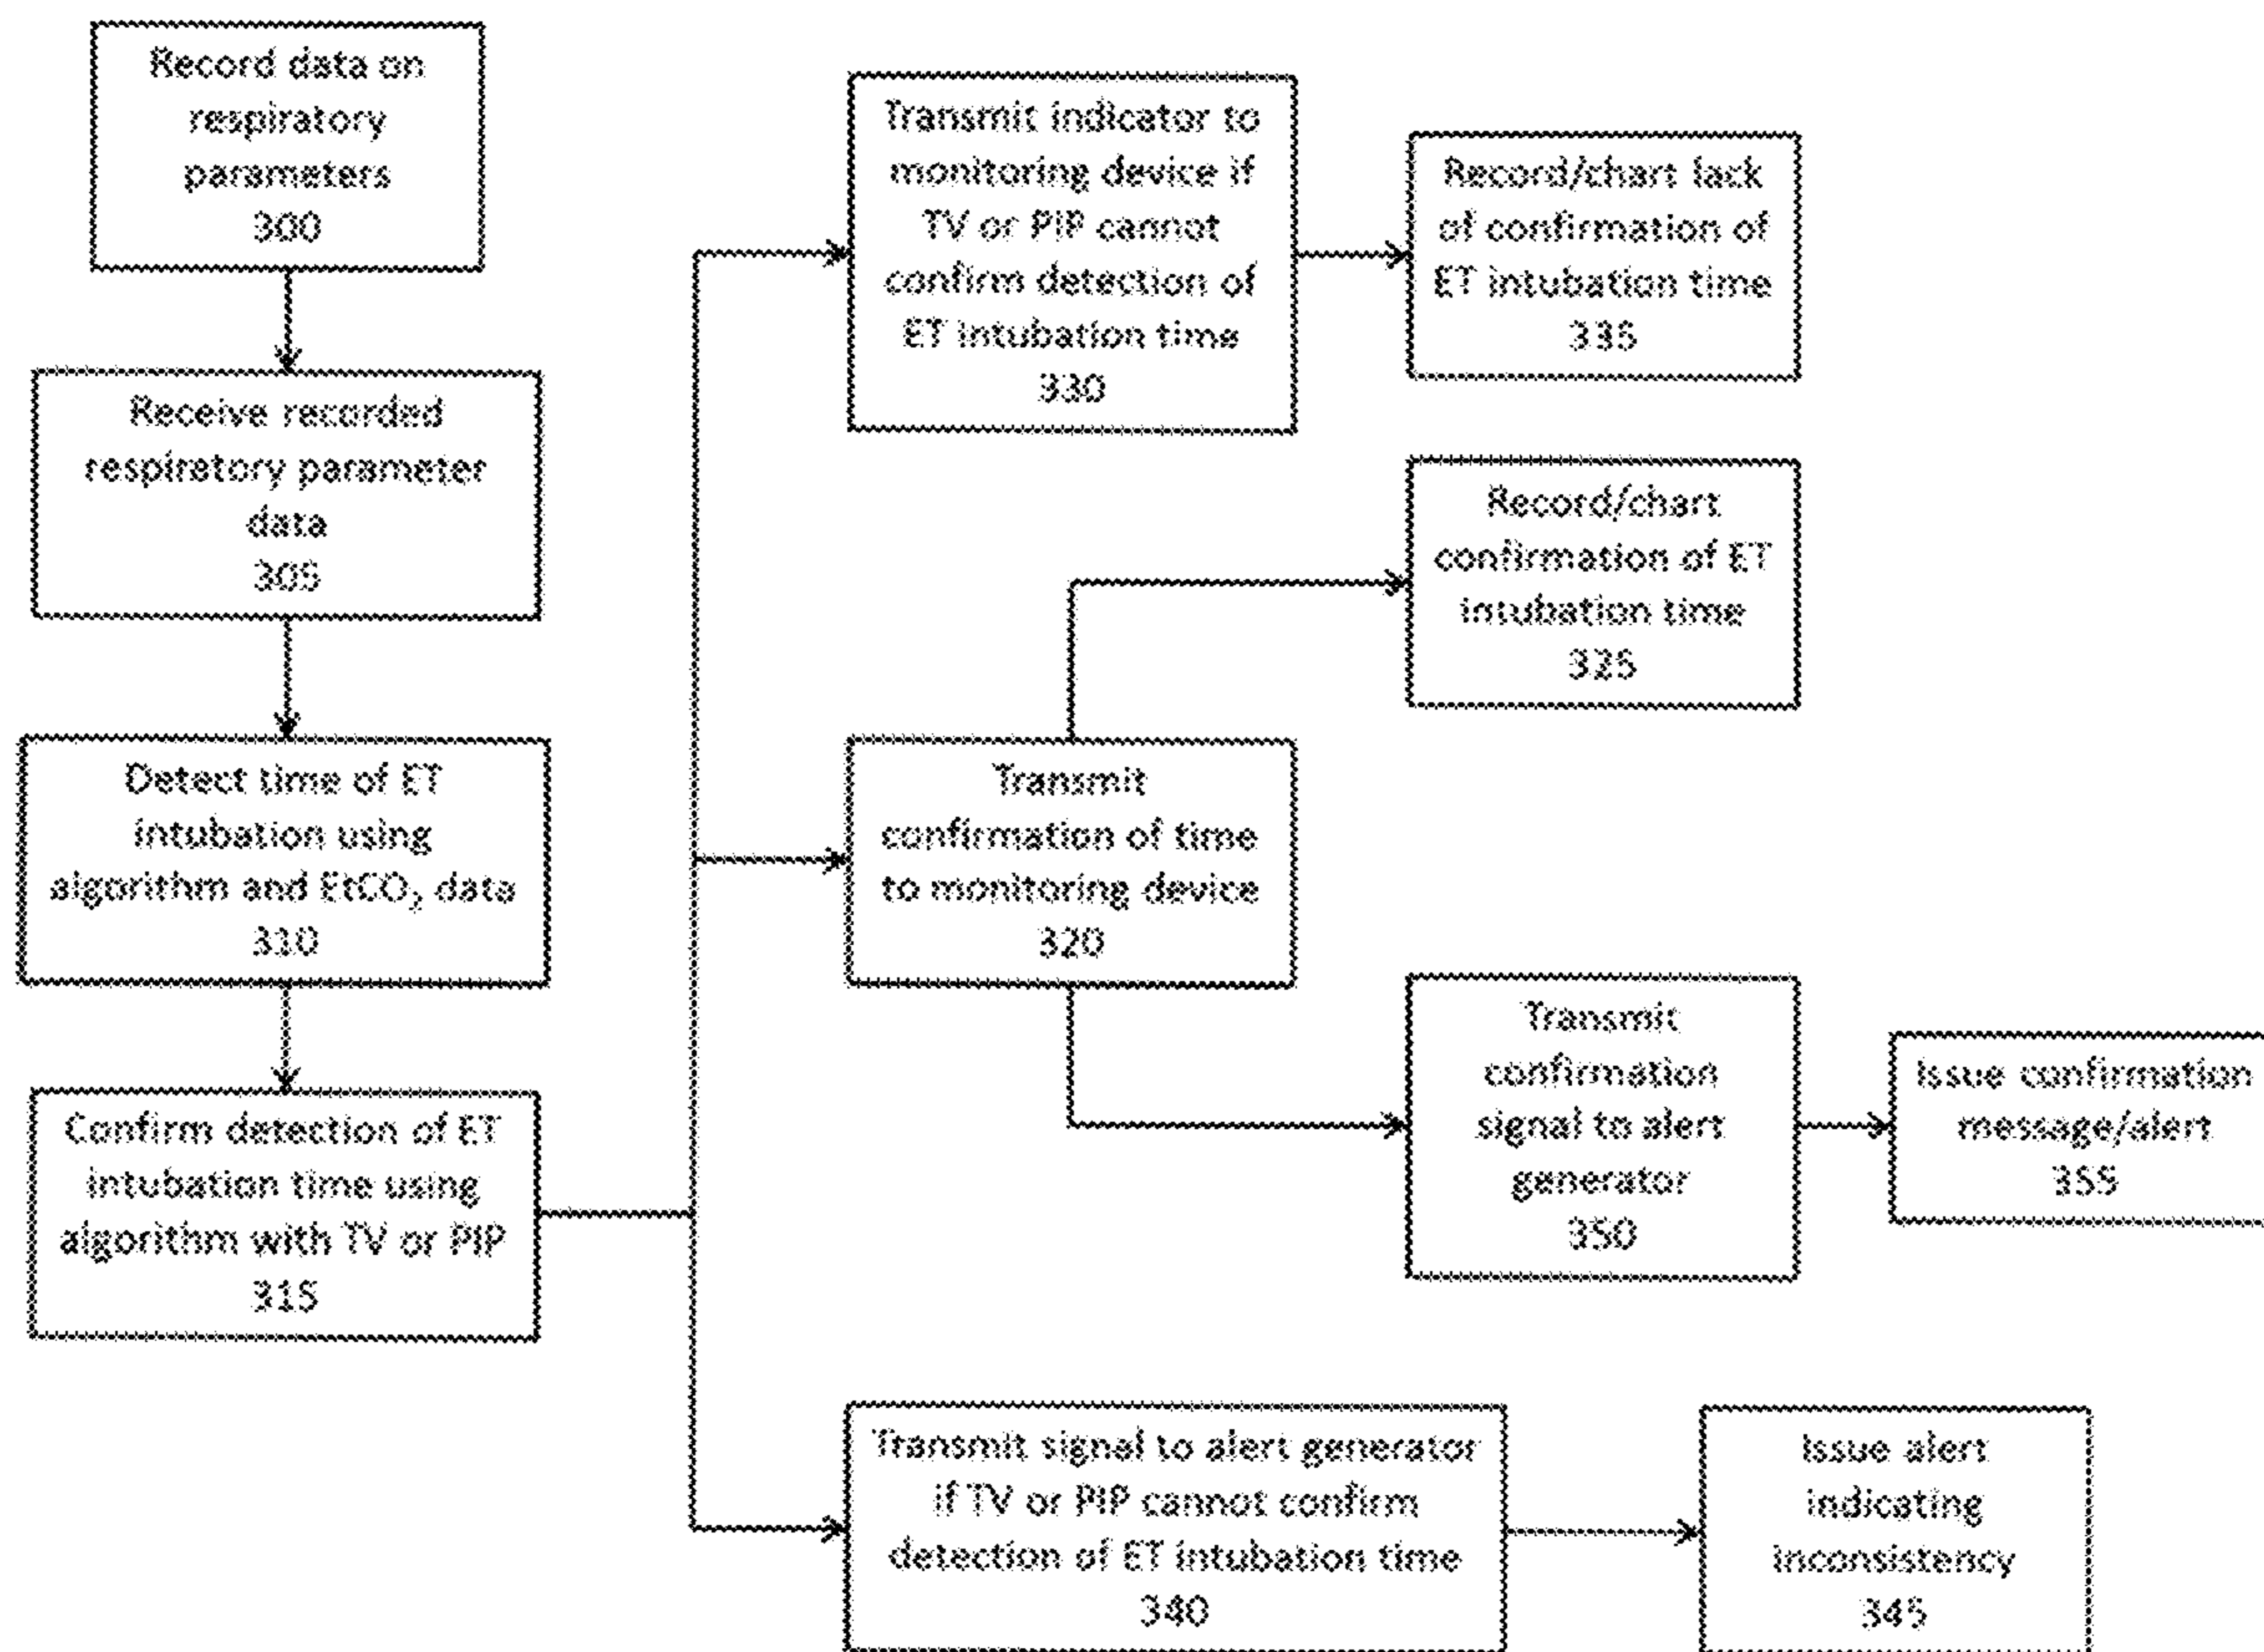 Record data on
respiratory
parameters
300
Receive recorded
respiratory parameter
data
305
Detect time of ET
intubation using
algorithm and EtCO₂ data
310
Confirm detection of ET
intubation time using
algorithm with TV or PIP
315
Transmit indicator to
monitoring device if
TV or PIP cannot
confirm detection of
ET intubation time
330
Record/chart lack
of confirmation of
ET intubation time
335
Record/chart
confirmation of ET
intubation time
325
Transmit
confirmation of time
to monitoring device
320
Transmit
confirmation
signal to alert
generator
350
Issue confirmation
message/alert
355
Transmit signal to alert generator
if TV or PIP cannot confirm
detection of ET intubation time
340
Issue alert
indicating
inconsistency
345